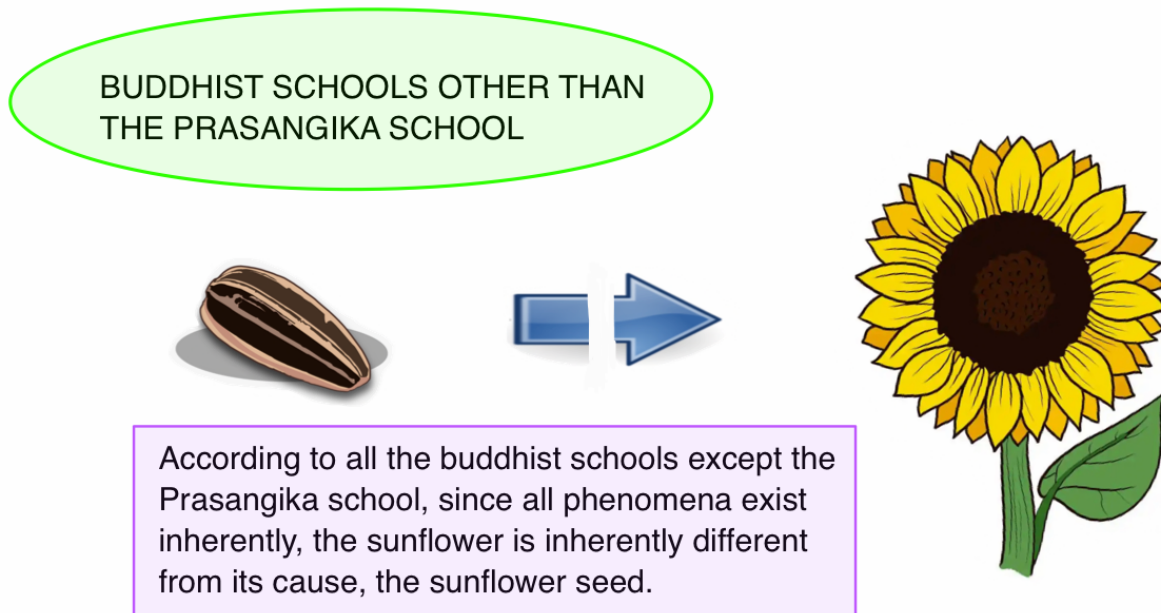 BUDDHIST SCHOOLS OTHER THAN
THE PRASANGIKA SCHOOL
According to all the buddhist schools except the
Prasangika school, since all phenomena exist
inherently, the sunflower is inherently different
from its cause, the sunflower seed.